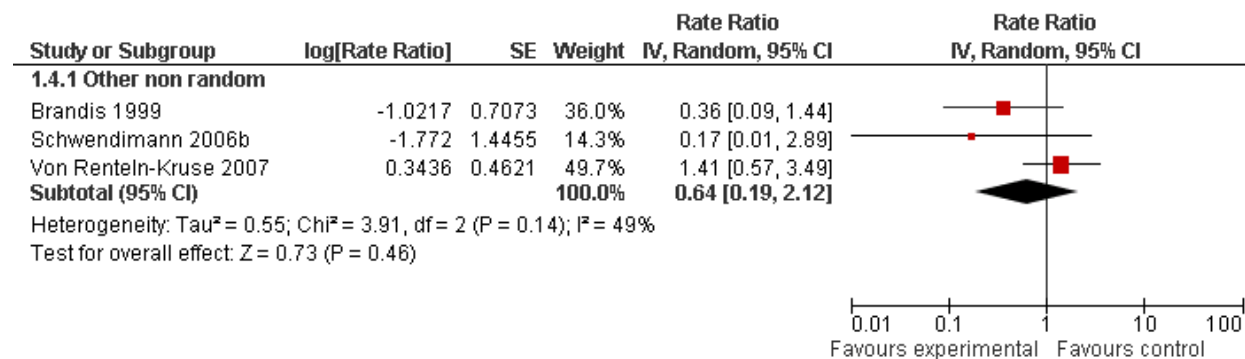 Rate Ratio Rate Ratio
Study or Subgroup log[Rate Ratio] SE Weight IV, Random, 95% CI IV, Random, 95% CI
1.4.1 Other non random
Brandis 1999 -1.0217 0.7073 36.0% 0.36 [0.09, 1.44]
Schwendimann 2006b -1.772 1.4455 14.3% 0.17 [0.01, 2.89]
Von Renteln-Kruse 2007 0.3436 0.4621 49.7% 1.41 [0.57, 3.49]
Subtotal (95% CI) 100.0% 0.64 [0.19, 2.12]
Heterogeneity: Tau² = 0.55; Chi² = 3.91, df = 2 (P = 0.14); I² = 49%
Test for overall effect: Z = 0.73 (P = 0.46)
0.01 0.1 1 10 100
Favours experimental Favours control